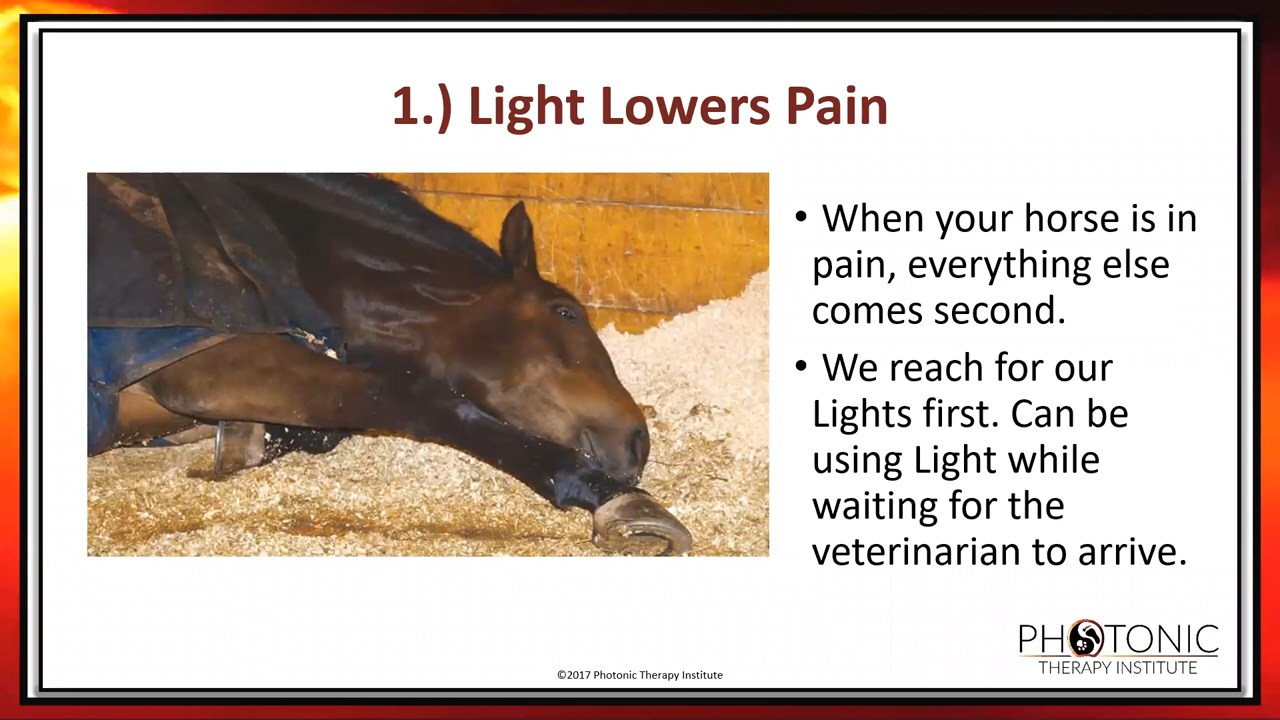 1.) Light Lowers Pain
• When your horse is in
pain, everything else
comes second.
• We reach for our
Lights first. Can be
using Light while
waiting for the
veterinarian to arrive.
PHOTONIC
THERAPY INSTITUTE
©2017 Photonic Therapy Institute